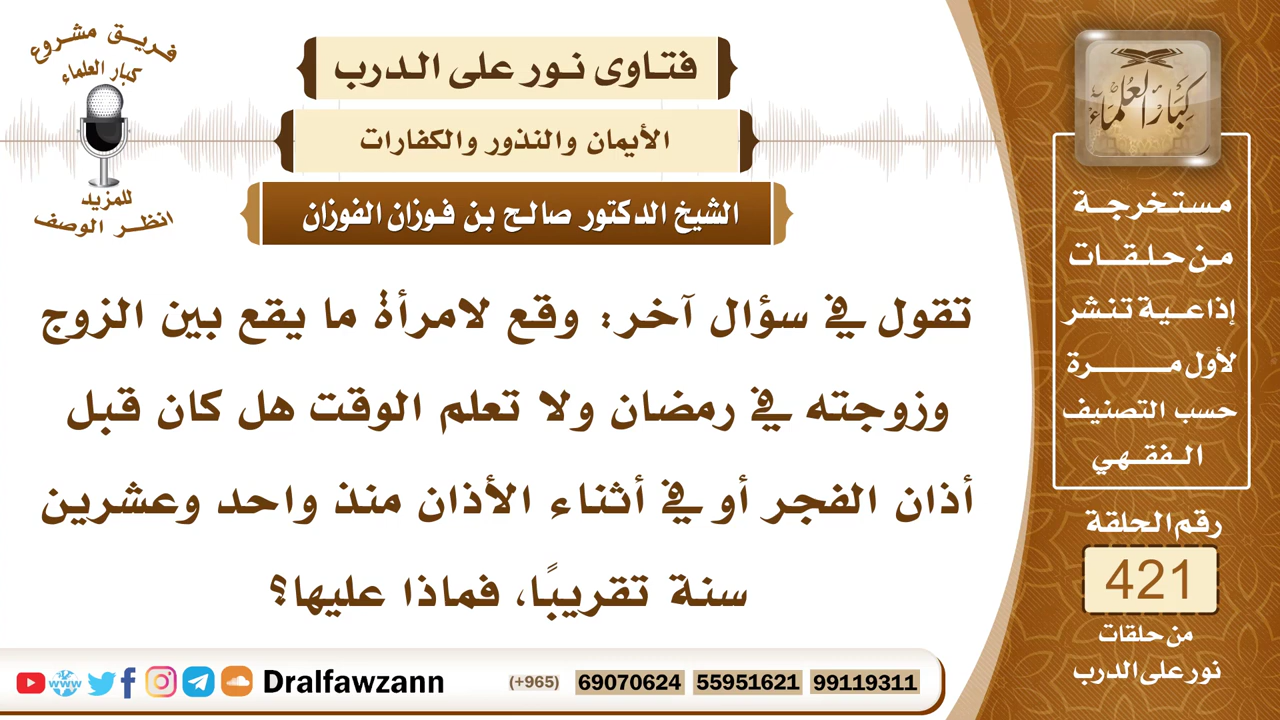 فريق مشروع
كبار العلماء
للمزيد
انظر الوصف
فتاوى نور على الدرب
الأيمان والنذور والكفارات
الشيخ الدكتور صالح بن فوزان الفوزان
تقول في سؤال آخر: وقع لامرأة ما يقع بين الزوج
وزوجته في رمضان ولا تعلم الوقت هل كان قبل
أذان الفجر أو في أثناء الأذان منذ واحد وعشرين
سنة تقريبًا، فماذا عليها؟
كبار العلماء
مستخرجة
من حلقات
إذاعية تنشر
لأول مرة
حسب التصنيف
الفقهي
رقم الحلقة
421
من حلقات
نور على الدرب
www Dralfawzann (+965) 69070624 55951621 99119311